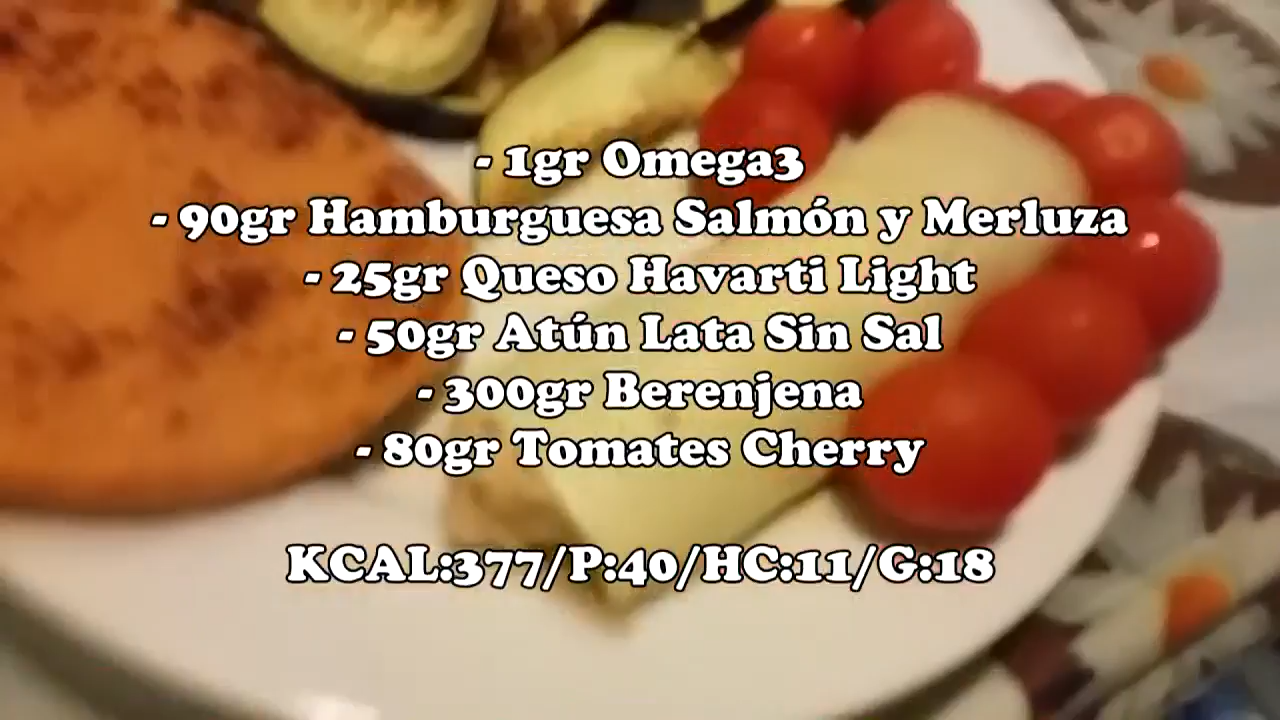 - 1gr Omega3
- 90gr Hamburguesa Salmón y Merluza
- 25gr Queso Havarti Light
- 50gr Atún Lata Sin Sal
- 300gr Berenjena
- 80gr Tomates Cherry
KCAL:377/P:40/HC:11/G:18